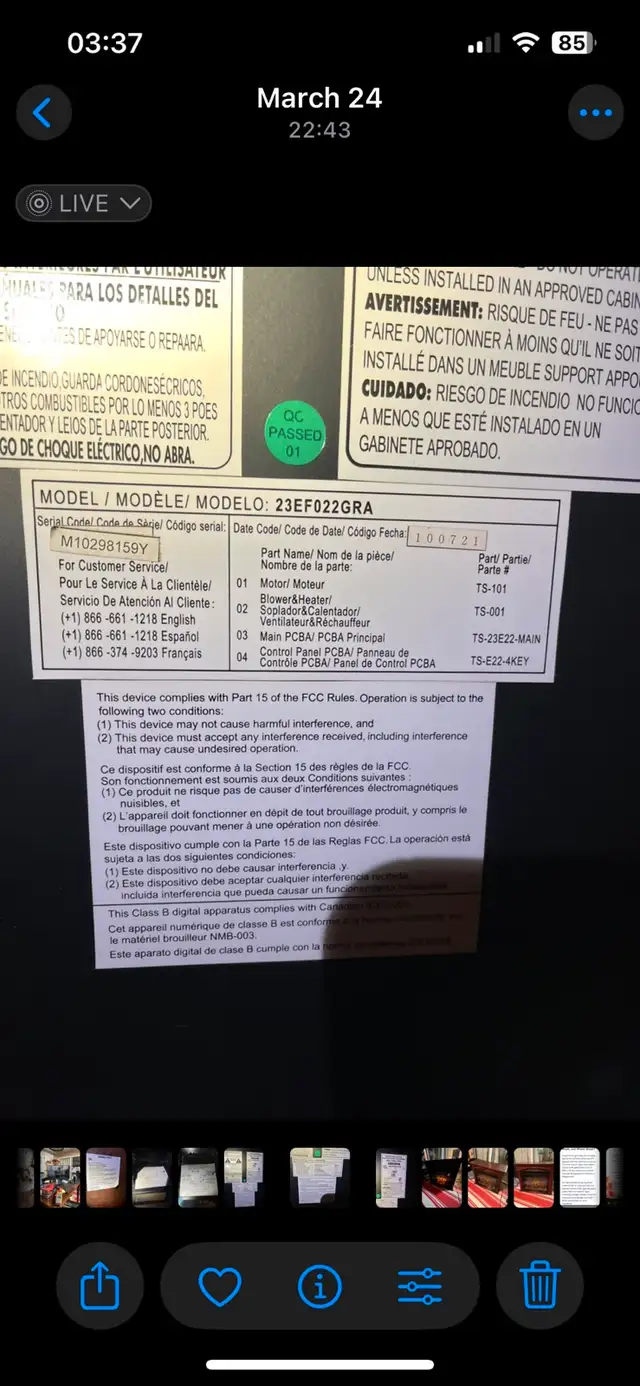 03:37
85
March 24
22:43
LIVE
PAR L'UTILISATEUR
PARA LOS DETALLES DEL
DE APOYARSE O REPAARA.
DE INCENDIO,GUARDA CORDONESÉCRICOS,
OTROS COMBUSTIBLES POR LO MENOS 3 POES
Y LEIOS DE LA PARTE POSTERIOR.
GO DE CHOQUE ELÉCTRICO,NO ABRA.
QC
PASSED
01
DO NOT OPERATE
UNLESS INSTALLED IN AN APPROVED CABIN
AVERTISSEMENT: RISQUE DE FEU - NE PAS
FAIRE FONCTIONNER À MOINS QU'IL NE SOIT
INSTALLÉ DANS UN MEUBLE SUPPORT APPO
CUIDADO: RIESGO DE INCENDIO NO FUNCIO
A MENOS QUE ESTÉ INSTALADO EN UN
GABINETE APROBADO.
MODEL / MODÈLE/ MODELO: 23EF022GRA
Serial Code/ Code de Série/ Código serial:
M10298159Y
For Customer Service/
Pour Le Service À La Clientèle/
Servicio De Atención Al Cliente :
(+1) 866 -661 -1218 English
(+1) 866 -661 -1218 Español
(+1) 866 -374 -9203 Français
Date Code/ Code de Date/ Código Fecha:
100721
Part Name/ Nom de la pièce/
Nombre de la parte:
Part/ Partie/
Parte #
01 Motor/ Moteur TS-101
02 Blower&Heater/
Soplador&Calentador/
Ventilateur&Réchauffeur
TS-001
03 Main PCBA/ PCBA Principal TS-23E22-MAIN
04 Control Panel PCBA/ Panneau de
Contrôle PCBA/ Panel de Control PCBA
TS-E22-4KEY
This device complies with Part 15 of the FCC Rules. Operation is subject to the
following two conditions:
(1) This device may not cause harmful interference, and
(2) This device must accept any interference received, including interference
that may cause undesired operation.
Ce dispositif est conforme à la Section 15 des règles de la FCC.
Son fonctionnement est soumis aux deux Conditions suivantes :
(1) Ce produit ne risque pas de causer d'interférences électromagnétiques
nuisibles, et
(2) L'appareil doit fonctionner en dépit de tout brouillage produit, y compris le
brouillage pouvant mener à une opération non désirée.
Este dispositivo cumple con la Parte 15 de las Reglas FCC. La operación está
sujeta a las dos siguientes condiciones:
(1) Este dispositivo no debe causar interferencia ,y.
(2) Este dispositivo debe aceptar cualquier interferencia recibida,
incluida interferencia que pueda causar un
This Class B digital apparatus complies with Canadian
Cet appareil numérique de classe B est conforme
le matériel brouilleur NMB-003.
Este aparato digital de clase B cumple con la